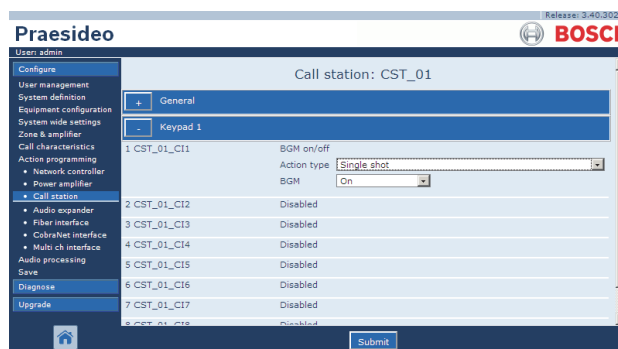 Release: 3.40.302
Praesideo
BOSCH
User: admin
Configure
User management
System definition
Equipment configuration
System wide settings
Zone & amplifier
Call characteristics
Action programming
• Network controller
• Power amplifier
• Call station
• Audio expander
• Fiber interface
• CobraNet interface
• Multi ch interface
Audio processing
Save
Diagnose
Upgrade
Call station: CST_01
+ General
- Keypad 1
1 CST_01_CI1 BGM on/off
Action type Single shot
BGM On
2 CST_01_CI2 Disabled
3 CST_01_CI3 Disabled
4 CST_01_CI4 Disabled
5 CST_01_CI5 Disabled
6 CST_01_CI6 Disabled
7 CST_01_CI7 Disabled
8 CST_01_CI8 Disabled
Submit